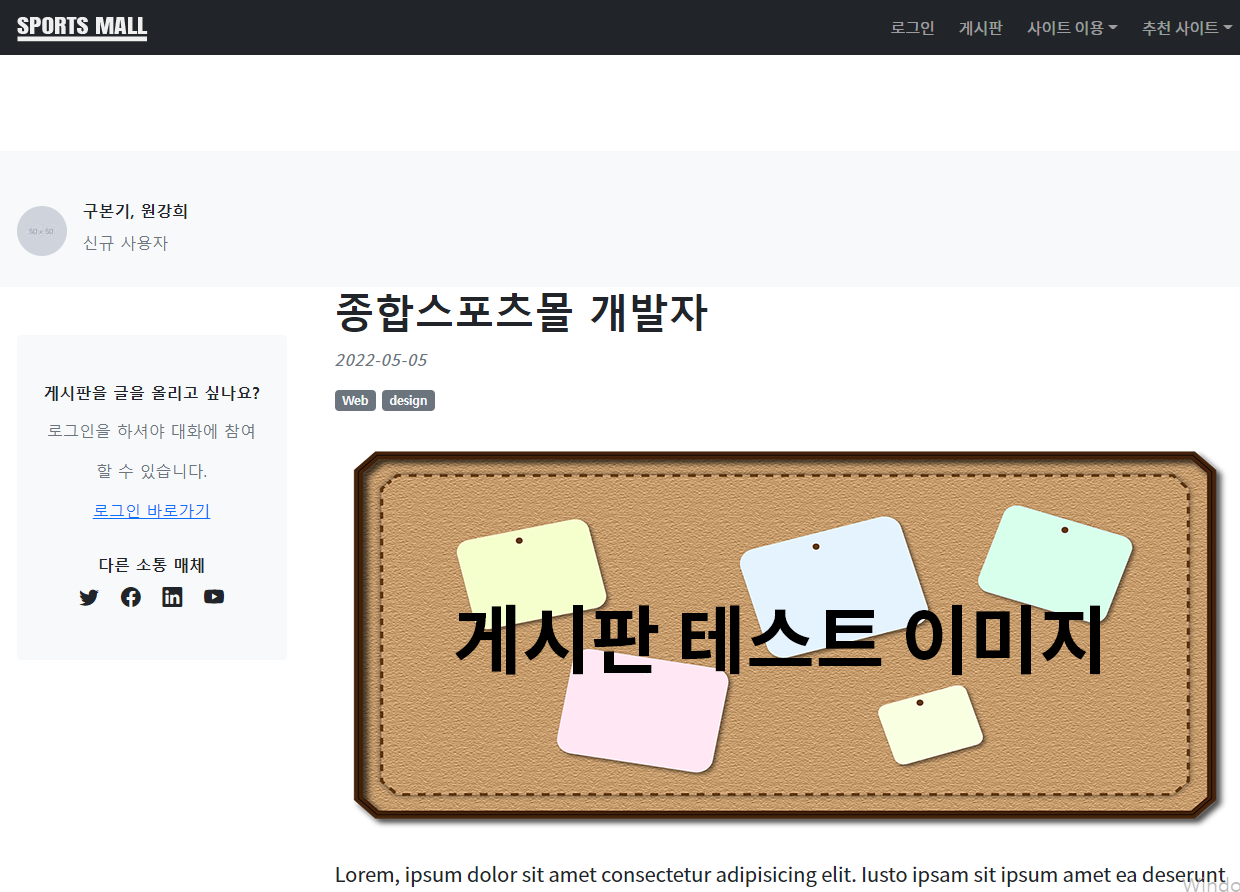 SPORTS MALL
로그인 게시판 사이트 이용 추천 사이트
50 x 50
구본기, 원강희
신규 사용자
게시판을 글을 올리고 싶나요?
로그인을 하셔야 대화에 참여
할 수 있습니다.
로그인 바로가기
다른 소통 매체
종합스포츠몰 개발자
2022-05-05
Web design
게시판 테스트 이미지
Lorem, ipsum dolor sit amet consectetur adipisicing elit. Iusto ipsam sit ipsum amet ea deserunt